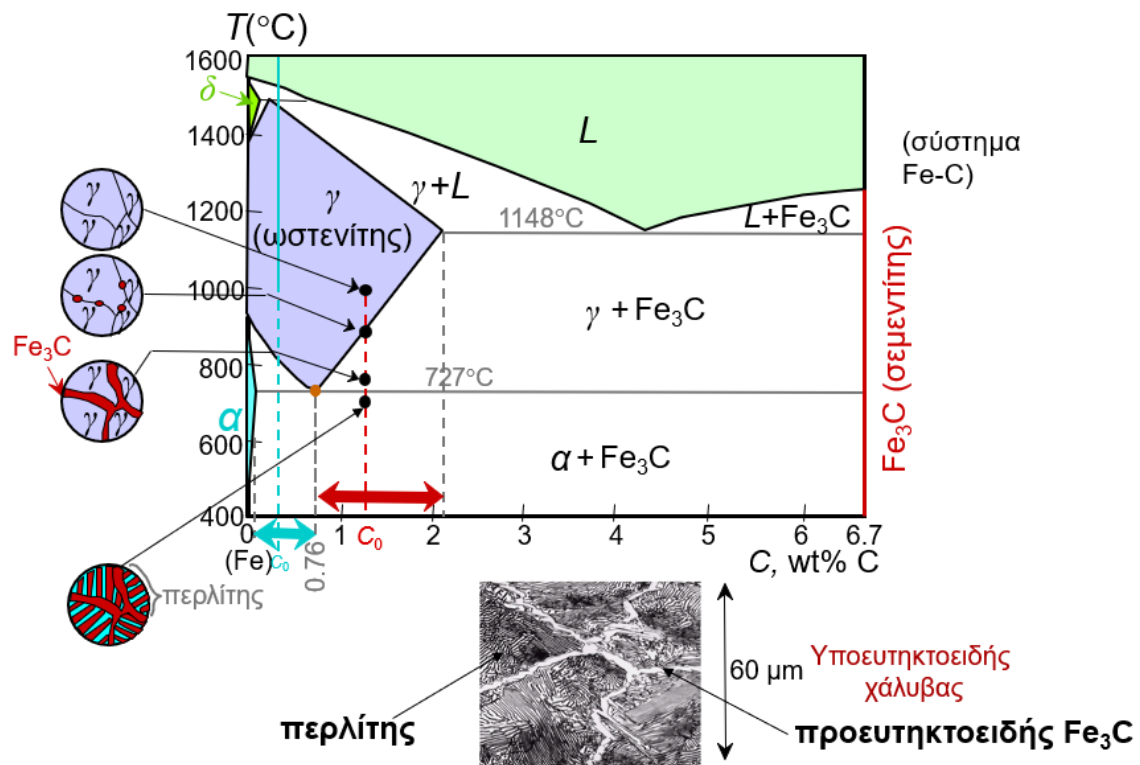 T(°C)
1600
δ
1400
L
(σύστημα
Fe-C)
γ
γ γ
γ
γ+L
1200
1148°C
L+Fe₃C
γ
(ωστενίτης)
γ
γ γ
1000
γ + Fe₃C
Fe₃C (σεμεντίτης)
Fe₃C
γ
γ γ
800
727°C
α
600
α + Fe₃C
400
0
1
2
3
4
5
6
6.7
(Fe)
C₀
0.76
C₀
C, wt% C
περλίτης
60 μm
Υποευτηκτοειδής
χάλυβας
περλίτης
προευτηκτοειδής Fe₃C